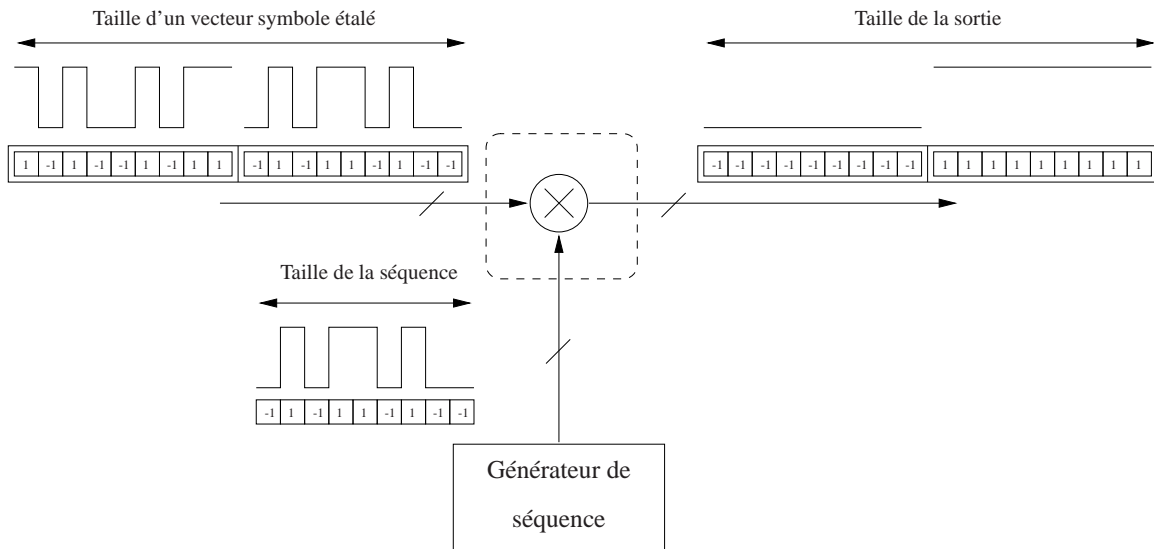 Taille d'un vecteur symbole étalé
Taille de la sortie
1 -1 1 -1 -1 1 -1 1 1 -1 1 -1 1 1 -1 1 -1 -1
-1 -1 -1 -1 -1 -1 -1 -1 -1 1 1 1 1 1 1 1 1 1
Taille de la séquence
-1 1 -1 1 1 -1 1 -1 -1
Générateur de
séquence